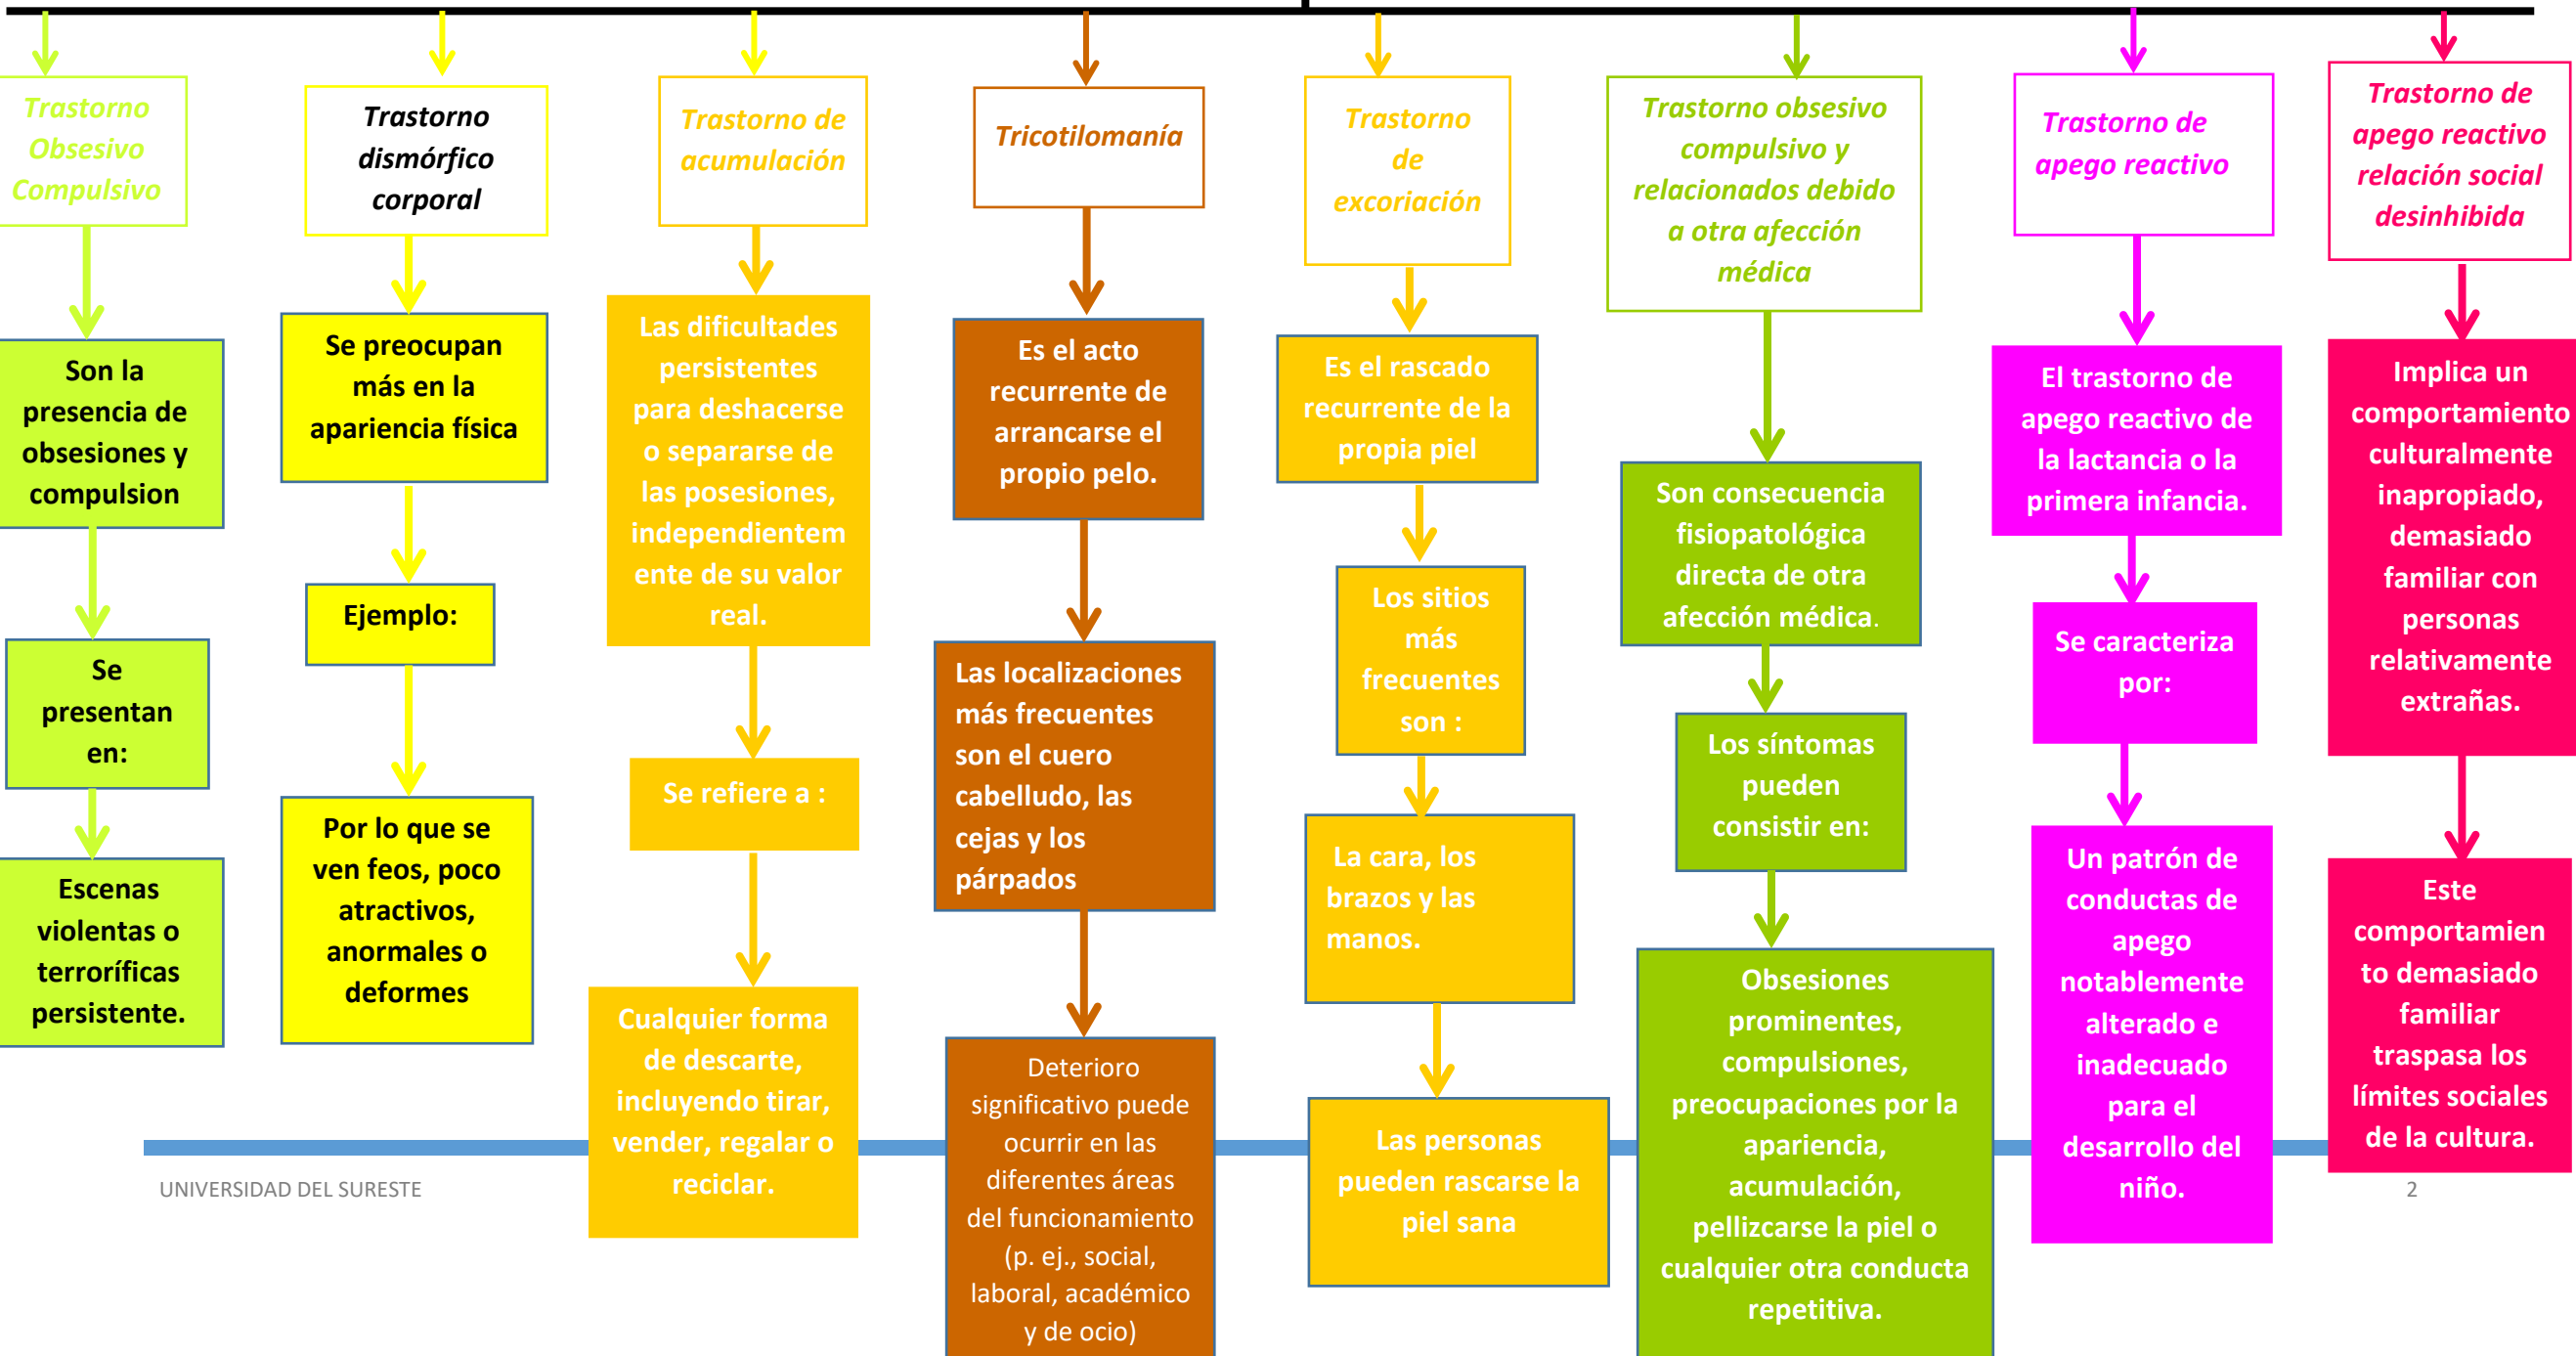 Trastorno
Obsesivo
Compulsivo
Son la
presencia de
obsesiones y
compulsion
Se
presentan
en:
Escenas
violentas o
terroríficas
persistente.
Trastorno
dismórfico
corporal
Se preocupan
más en la
apariencia física
Ejemplo:
Por lo que se
ven feos, poco
atractivos,
anormales o
deformes
Trastorno de
acumulación
Las dificultades
persistentes
para deshacerse
o separarse de
las posesiones,
independientem
ente de su valor
real.
Se refiere a :
Cualquier forma
de descarte,
incluyendo tirar,
vender, regalar o
reciclar.
Tricotilomanía
Es el acto
recurrente de
arrancarse el
propio pelo.
Las localizaciones
más frecuentes
son el cuero
cabelludo, las
cejas y los
párpados
Deterioro
significativo puede
ocurrir en las
diferentes áreas
del funcionamiento
(p. ej., social,
laboral, académico
y de ocio)
Trastorno
de
excoriación
Es el rascado
recurrente de la
propia piel
Los sitios
más
frecuentes
son :
La cara, los
brazos y las
manos.
Las personas
pueden rascarse la
piel sana
Trastorno obsesivo
compulsivo y
relacionados debido
a otra afección
médica
Son consecuencia
fisiopatológica
directa de otra
afección médica.
Los síntomas
pueden
consistir en:
Obsesiones
prominentes,
compulsiones,
preocupaciones por la
apariencia,
acumulación,
pellizcarse la piel o
cualquier otra conducta
repetitiva.
Trastorno de
apego reactivo
El trastorno de
apego reactivo de
la lactancia o la
primera infancia.
Se caracteriza
por:
Un patrón de
conductas de
apego
notablemente
alterado e
inadecuado
para el
desarrollo del
niño.
Trastorno de
apego reactivo
relación social
desinhibida
Implica un
comportamiento
culturalmente
inapropiado,
demasiado
familiar con
personas
relativamente
extrañas.
Este
comportamien
to demasiado
familiar
traspasa los
límites sociales
de la cultura.
UNIVERSIDAD DEL SURESTE
2